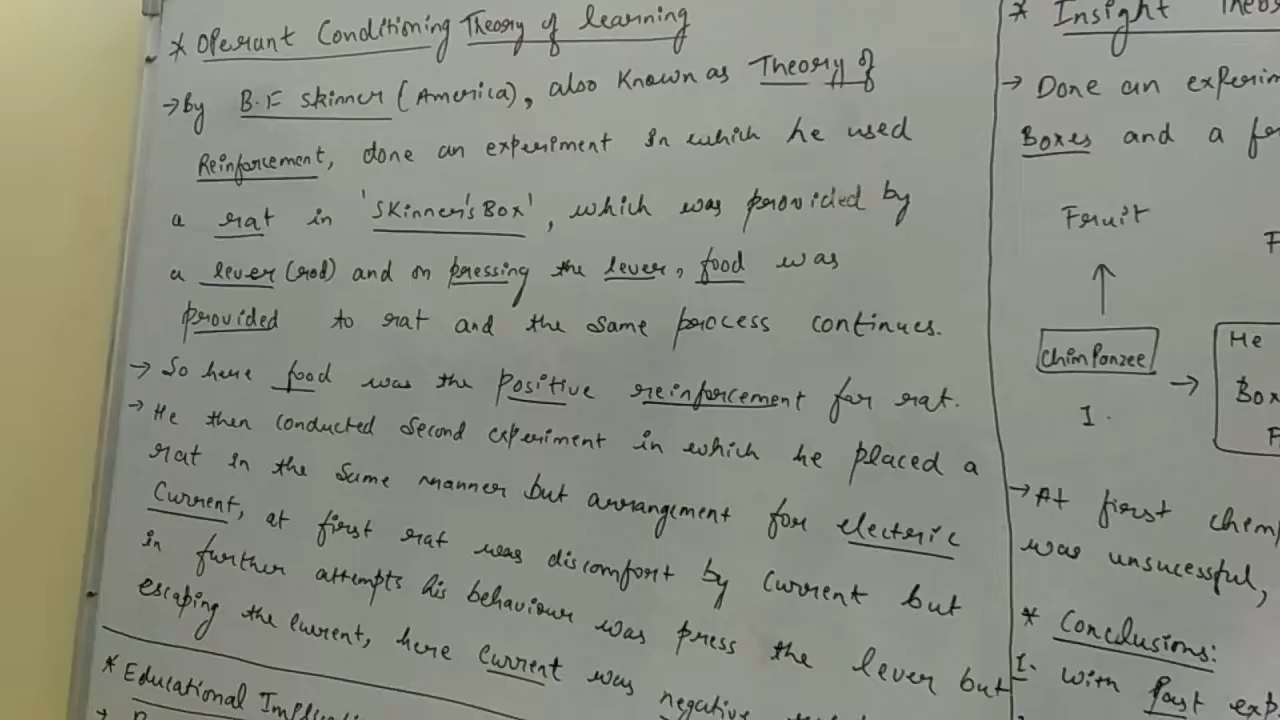 * Operant Conditioning Theory of learning
→ By B.F Skinner (America), also known as Theory of
Reinforcement, done an experiment in which he used
a rat in 'Skinner's Box', which was provided by
a lever (rod) and on pressing the lever, food was
provided to rat and the same process continues.
→ So here food was the positive reinforcement for rat.
→ He then conducted second experiment in which he placed a
rat in the same manner but arrangement for electric
current, at first rat was discomfort by current but
in further attempts his behaviour was press the lever but
escaping the current, here current was negative
* Educational
* Insight
→ Done an
Boxes and a
Fruit
↑
Chimponzee
→
He
I.
→ At first
was unsucessful,
* Conclusions:
I. with Past